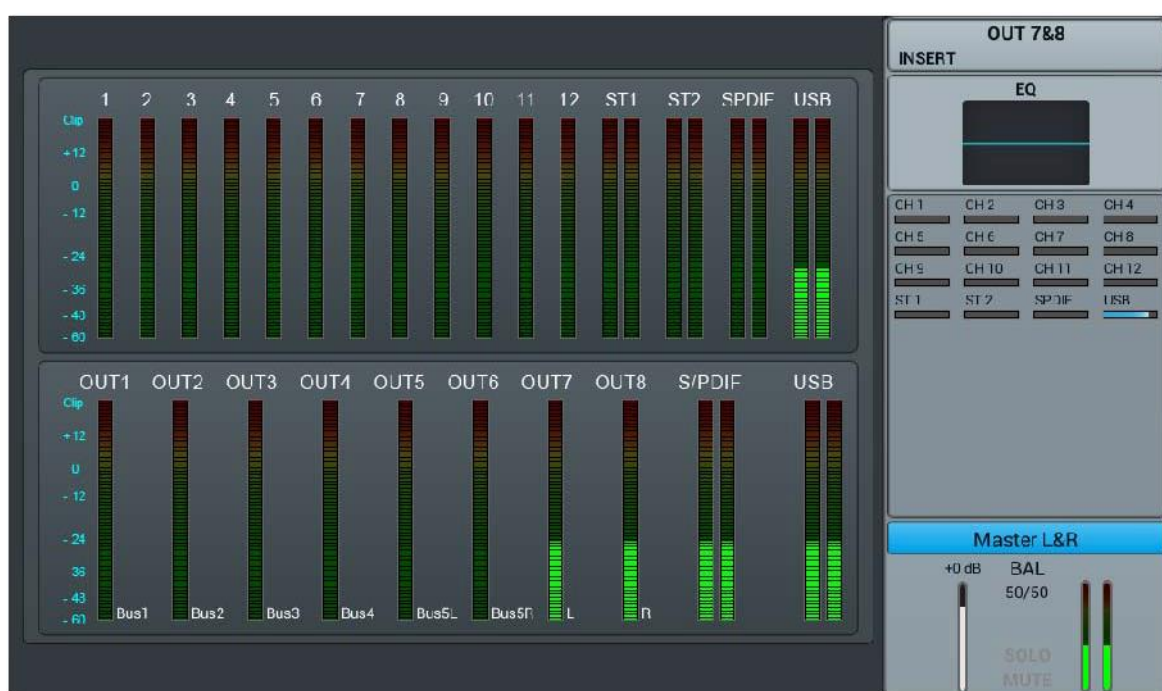 1 2 3 4 5 6 7 8 9 10 11 12 ST1 ST2 SPDIF USB
Clip
+12
0
- 12
- 24
- 36
- 43
- 60
OUT1 OUT2 OUT3 OUT4 OUT5 OUT6 OUT7 OUT8 S/PDIF USB
Clip
+12
0
- 12
- 24
36
- 43
- 60
Bus1 Bus2 Bus3 Bus4 Bus5L Bus5R L R
OUT 7&8
INSERT
EQ
CH 1 CH 2 CH 3 CH 4
CH 5 CH 6 CH 7 CH 8
CH 9 CH 10 CH 11 CH 12
ST 1 ST 2 SPDIF USB
Master L&R
+0 dB BAL
50/50
SOLO
MUTE